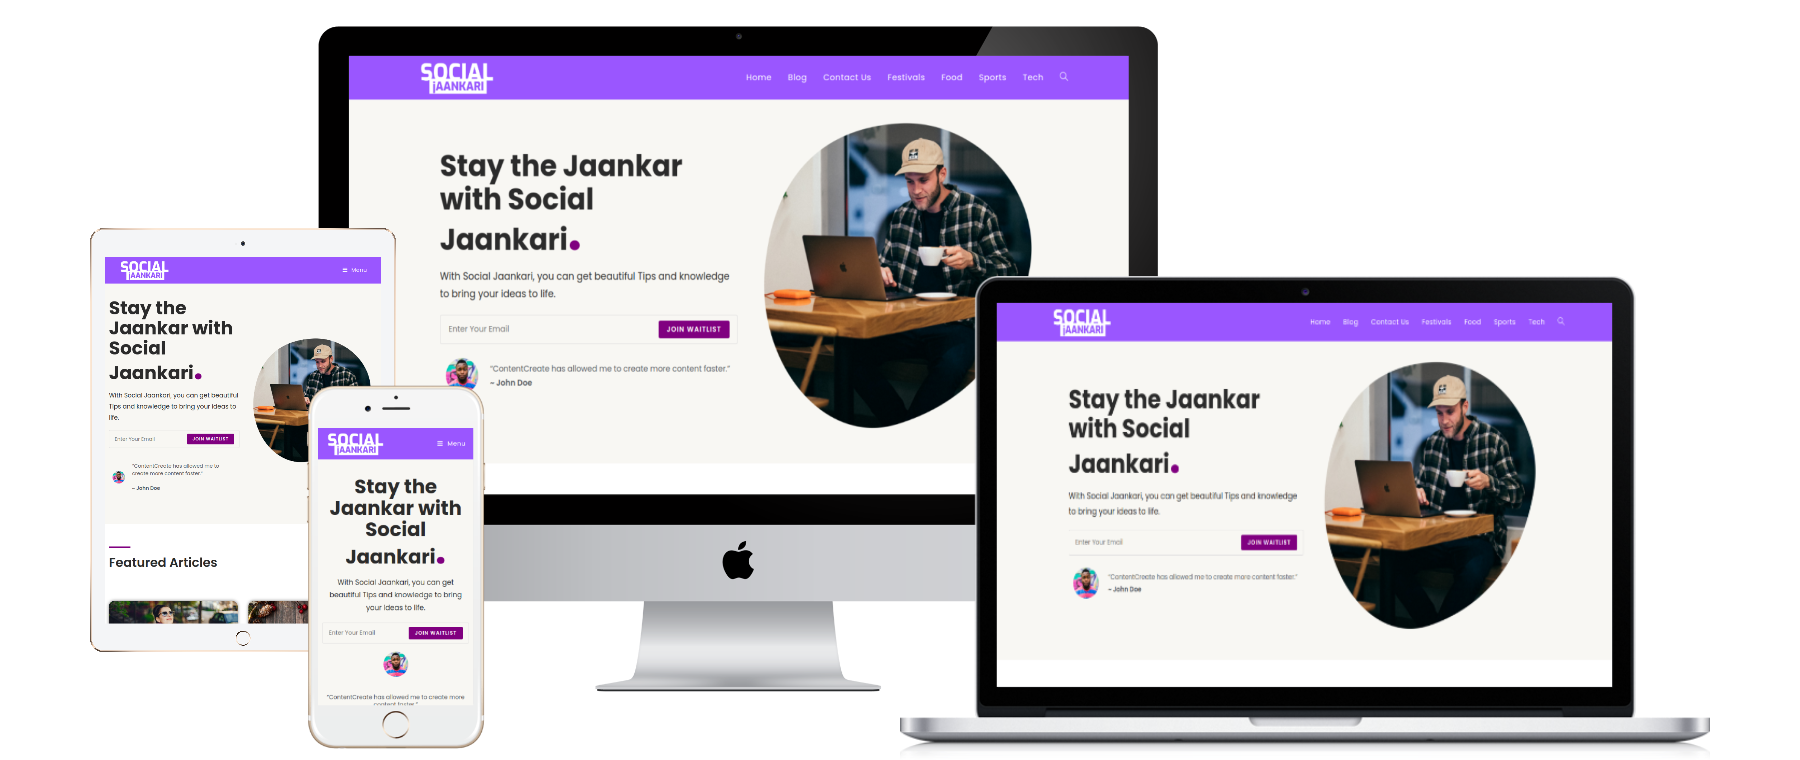 SOCIAL
jAANKARI
Home Blog Contact Us Festivals Food Sports Tech
Stay the Jaankar
with Social
Jaankari.
With Social Jaankari, you can get beautiful Tips and knowledge
to bring your ideas to life.
Enter Your Email JOIN WAITLIST
"ContentCreate has allowed me to create more content faster."
– John Doe
SOCIAL
jAANKARI
☰ Menu
Stay the
Jaankar with
Social
Jaankari.
With Social Jaankari, you can get beautiful
Tips and knowledge to bring your ideas to
life.
Enter Your Email JOIN WAITLIST
"ContentCreate has allowed me to
create more content faster."
– John Doe
Featured Articles
SOCIAL
jAANKARI
☰ Menu
Stay the
Jaankar with
Social
Jaankari.
With Social Jaankari, you can get
beautiful Tips and knowledge to bring
your ideas to life.
Enter Your Email JOIN WAITLIST
"ContentCreate has allowed me to create more
content faster."
SOCIAL
jAANKARI
Home Blog Contact Us Festivals Food Sports Tech
Stay the Jaankar
with Social
Jaankari.
With Social Jaankari, you can get beautiful Tips and knowledge
to bring your ideas to life.
Enter Your Email JOIN WAITLIST
"ContentCreate has allowed me to create more content faster."
– John Doe